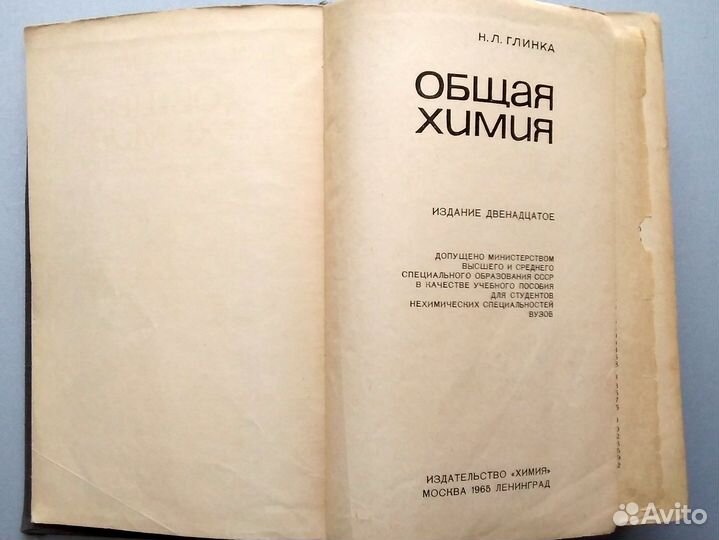 Н. Л. ГЛИНКА
ОБЩАЯ
ХИМИЯ
ИЗДАНИЕ ДВЕНАДЦАТОЕ
ДОПУЩЕНО МИНИСТЕРСТВОМ
ВЫСШЕГО И СРЕДНЕГО
СПЕЦИАЛЬНОГО ОБРАЗОВАНИЯ СССР
В КАЧЕСТВЕ УЧЕБНОГО ПОСОБИЯ
ДЛЯ СТУДЕНТОВ
НЕХИМИЧЕСКИХ СПЕЦИАЛЬНОСТЕЙ
ВУЗОВ
ИЗДАТЕЛЬСТВО «ХИМИЯ»
МОСКВА 1965 ЛЕНИНГРАД
Avito